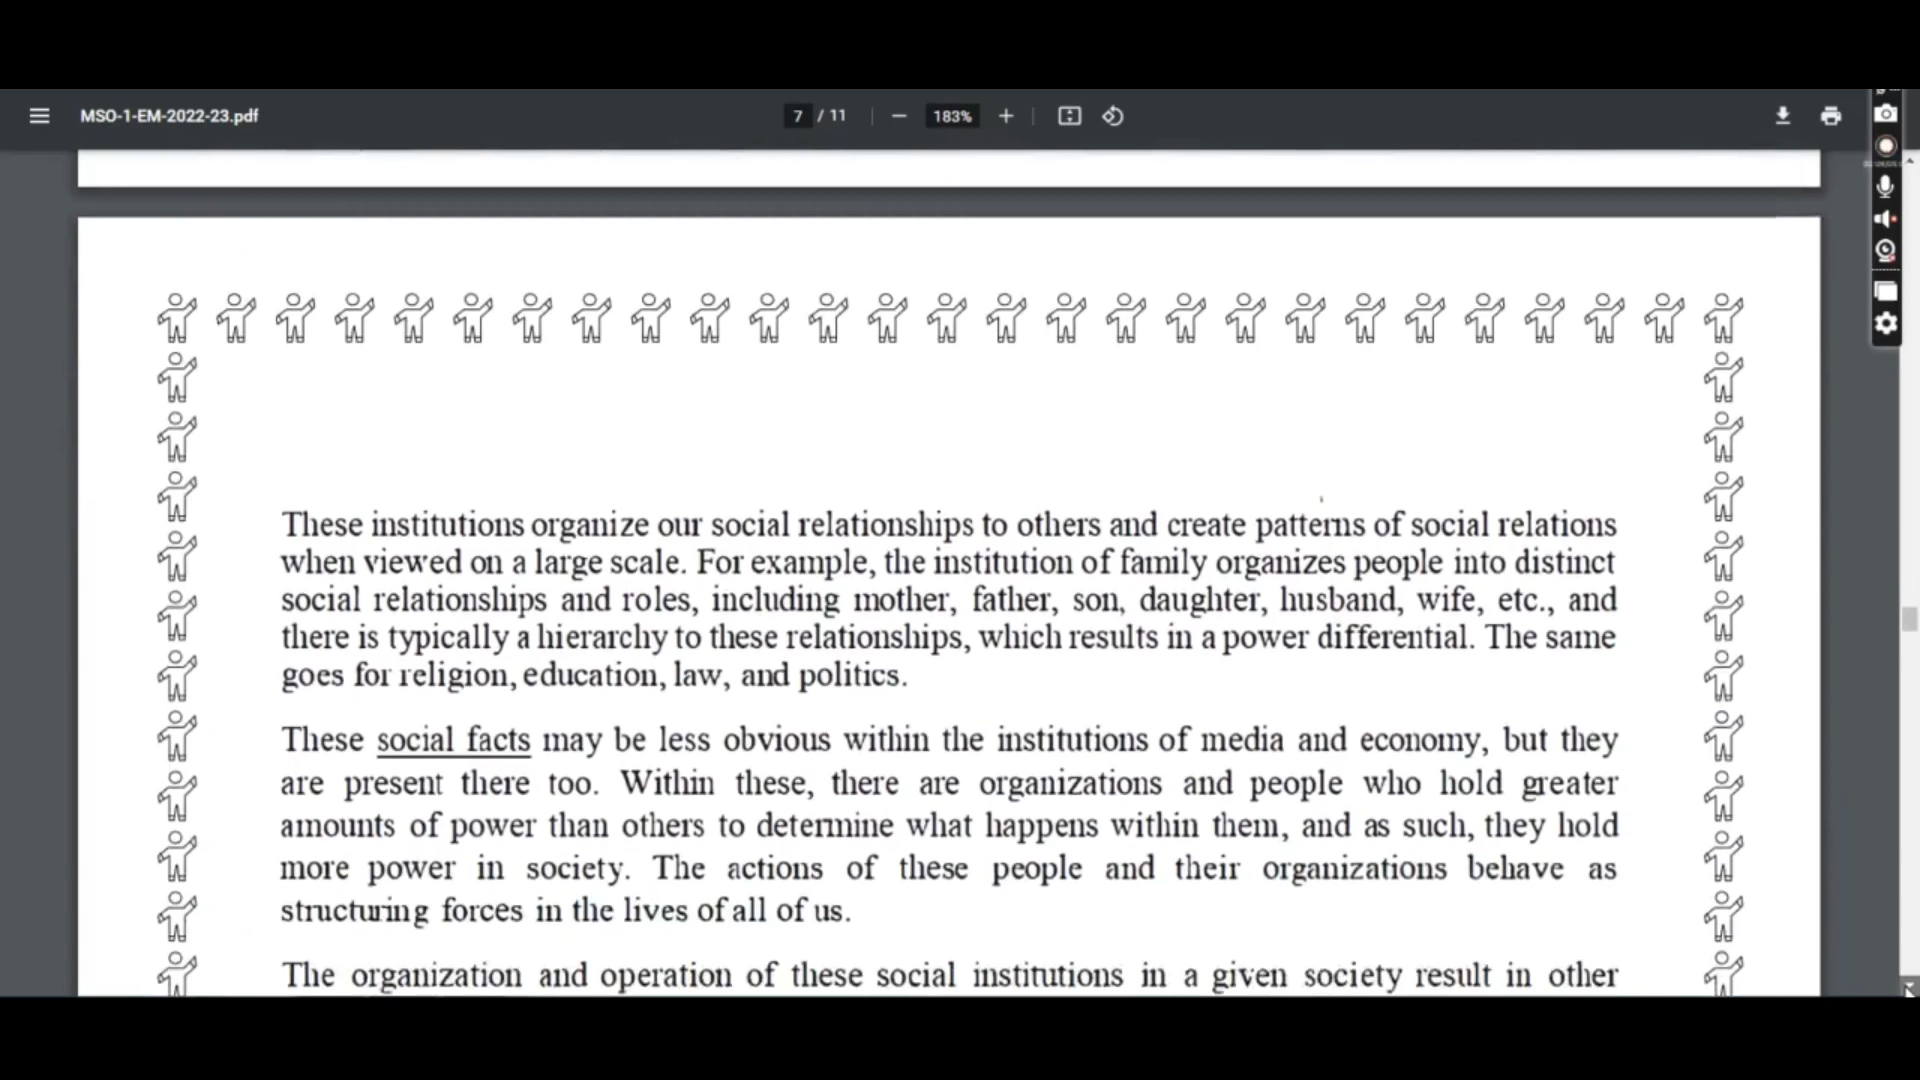 MSO-1-EM-2022-23.pdf
7 / 11
183%
These institutions organize our social relationships to others and create patterns of social relations
when viewed on a large scale. For example, the institution of family organizes people into distinct
social relationships and roles, including mother, father, son, daughter, husband, wife, etc., and
there is typically a hierarchy to these relationships, which results in a power differential. The same
goes for religion, education, law, and politics.
These social facts may be less obvious within the institutions of media and economy, but they
are present there too. Within these, there are organizations and people who hold greater
amounts of power than others to determine what happens within them, and as such, they hold
more power in society. The actions of these people and their organizations behave as
structuring forces in the lives of all of us.
The organization and operation of these social institutions in a given society result in other